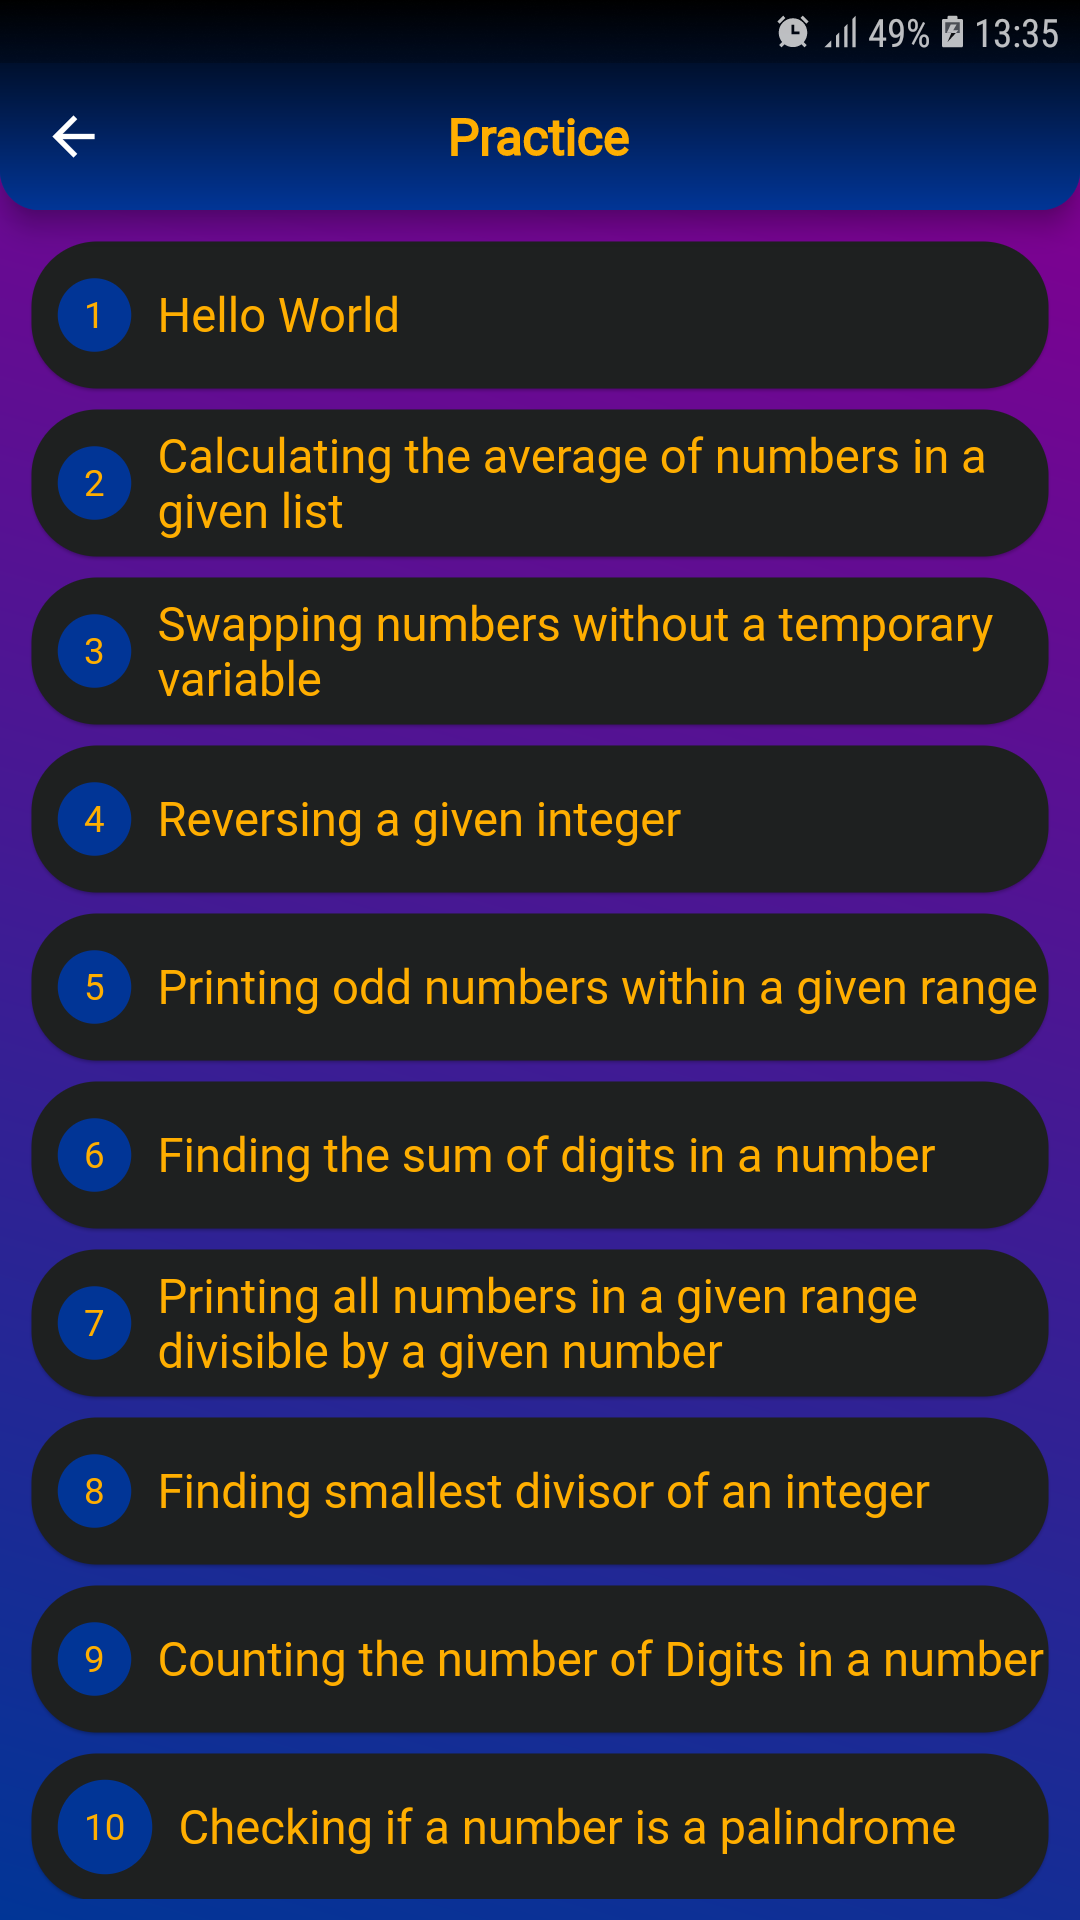 49% 13:35
Practice
1 Hello World
2 Calculating the average of numbers in a
given list
3 Swapping numbers without a temporary
variable
4 Reversing a given integer
5 Printing odd numbers within a given range
6 Finding the sum of digits in a number
7 Printing all numbers in a given range
divisible by a given number
8 Finding smallest divisor of an integer
9 Counting the number of Digits in a number
10 Checking if a number is a palindrome